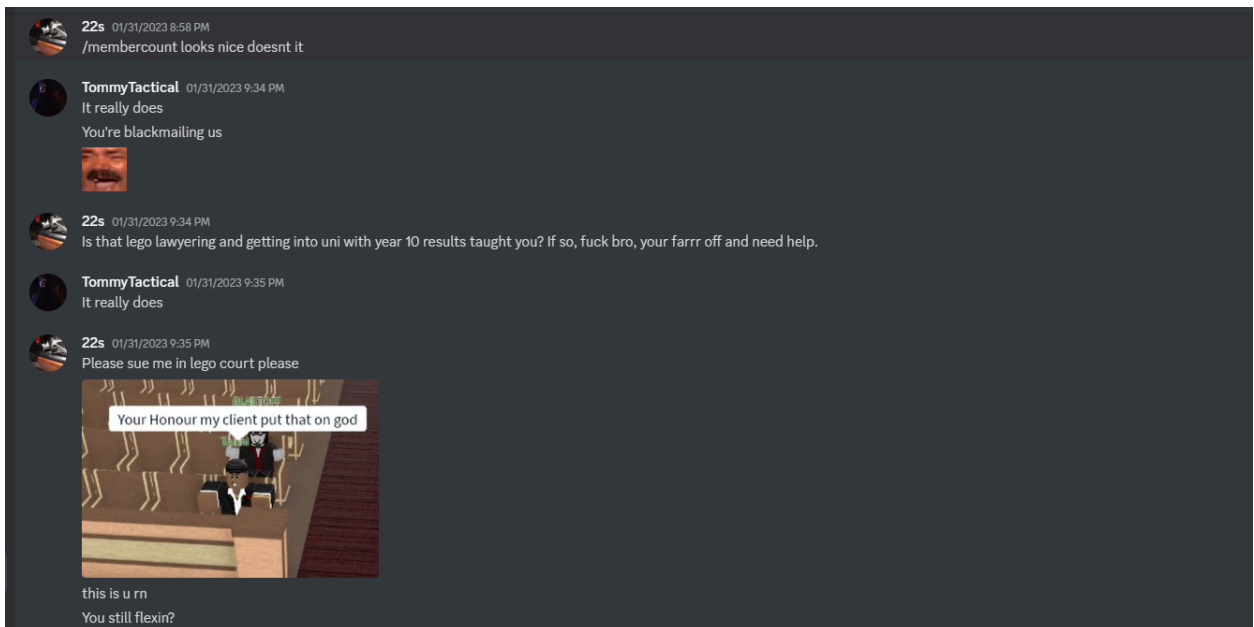 22s 01/31/2023 8:58 PM
/membercount looks nice doesnt it
TommyTactical 01/31/2023 9:34 PM
It really does
You're blackmailing us
22s 01/31/2023 9:34 PM
Is that lego lawyering and getting into uni with year 10 results taught you? If so, fuck bro, your farrr off and need help.
TommyTactical 01/31/2023 9:35 PM
It really does
22s 01/31/2023 9:35 PM
Please sue me in lego court please
Your Honour my client put that on god
this is u rn
You still flexin?